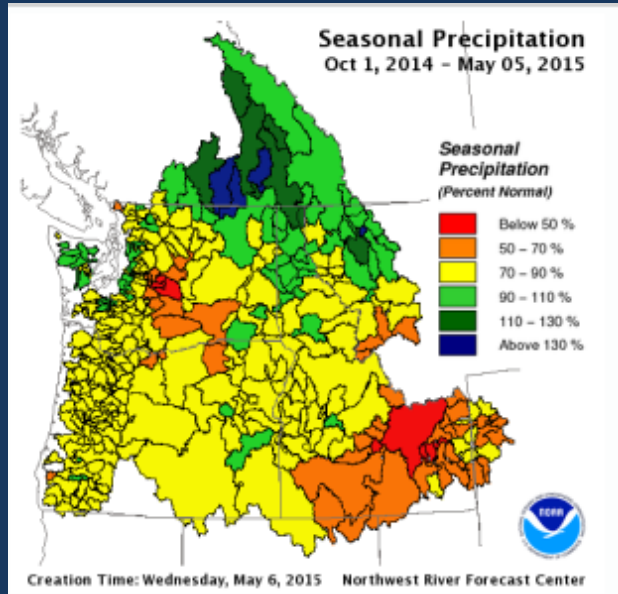 Seasonal Precipitation
Oct 1, 2014 – May 05, 2015
Seasonal
Precipitation
(Percent Normal)
Below 50 %
50 – 70 %
70 – 90 %
90 – 110 %
110 – 130 %
Above 130 %
NOAA
Creation Time: Wednesday, May 6, 2015 Northwest River Forecast Center